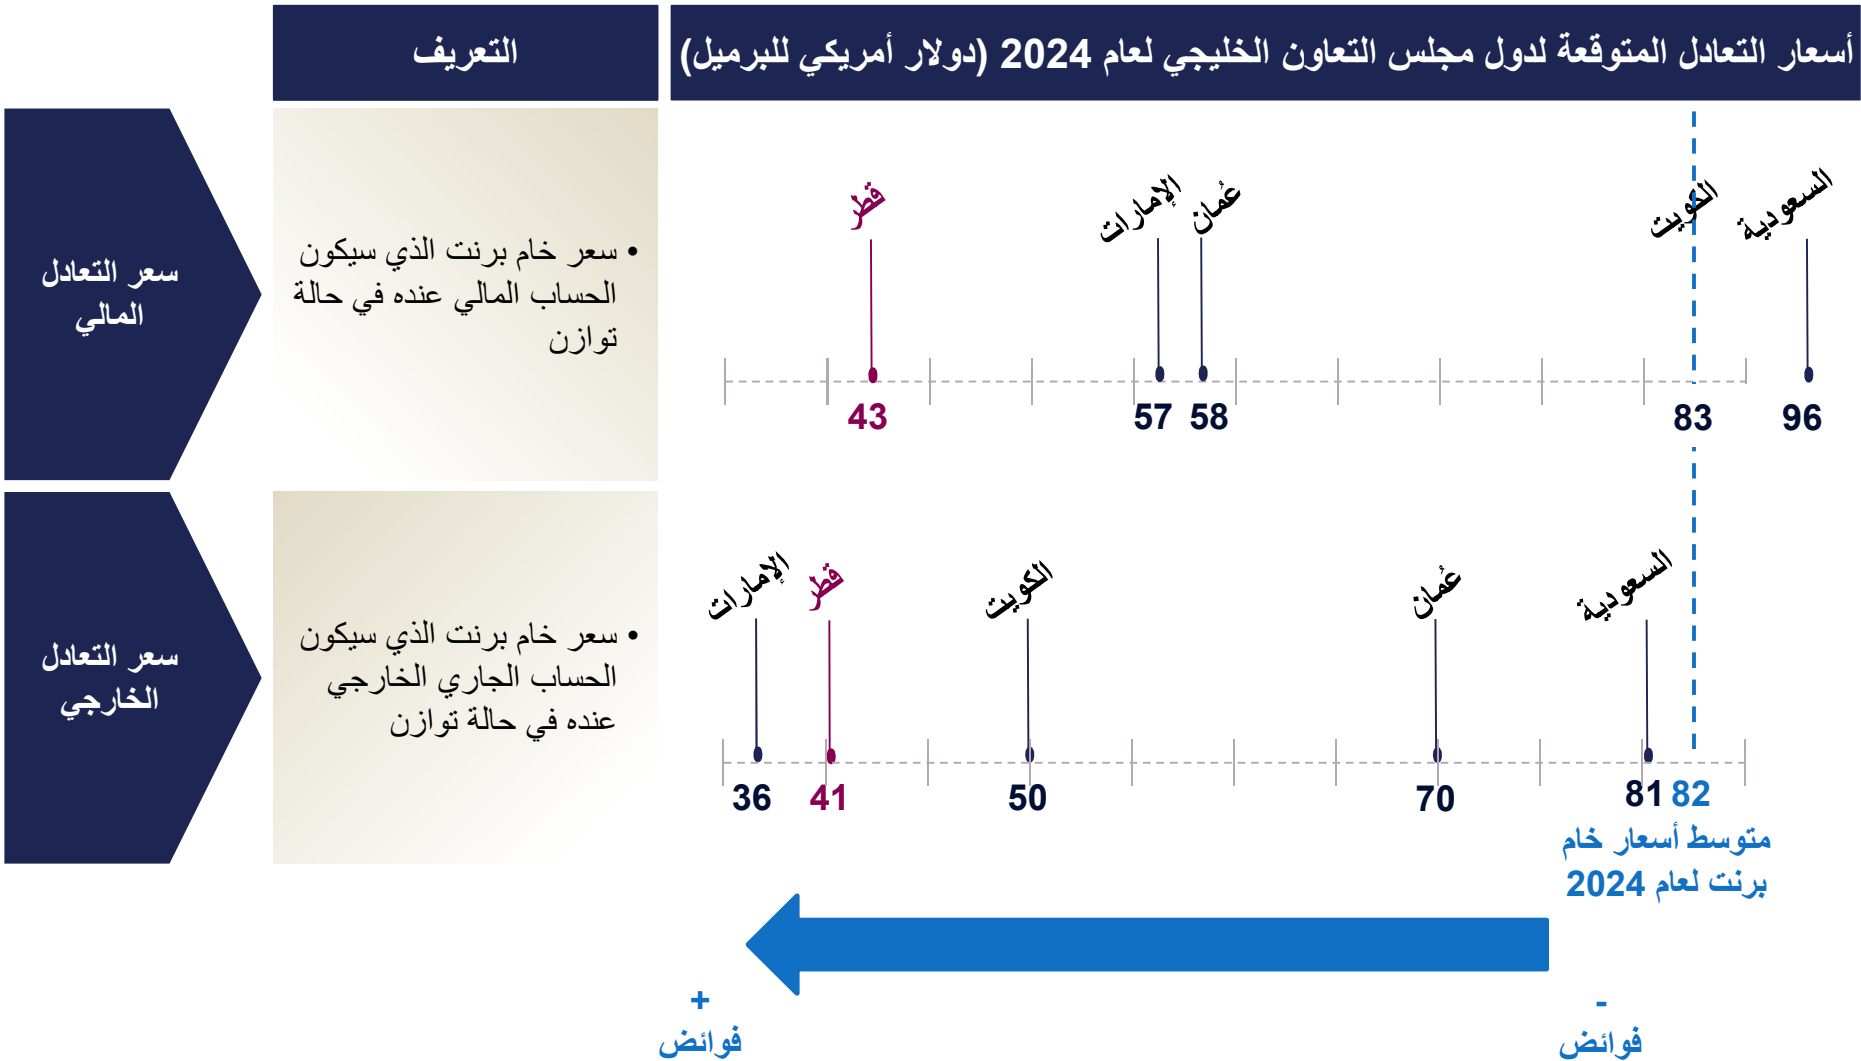 أسعار التعادل المتوقعة لدول مجلس التعاون الخليجي لعام 2024 (دولار أمريكي للبرميل)
التعريف
السعودية
الكويت
عُمان
الإمارات
قطر
96
83
58
57
43
• سعر خام برنت الذي سيكون
الحساب المالي عنده في حالة
توازن
سعر التعادل
المالي
السعودية
عُمان
الكويت
قطر
الإمارات
82
81
70
50
41
36
متوسط أسعار خام
برنت لعام 2024
• سعر خام برنت الذي سيكون
الحساب الجاري الخارجي
عنده في حالة توازن
سعر التعادل
الخارجي
-
فوائض
+
فوائض